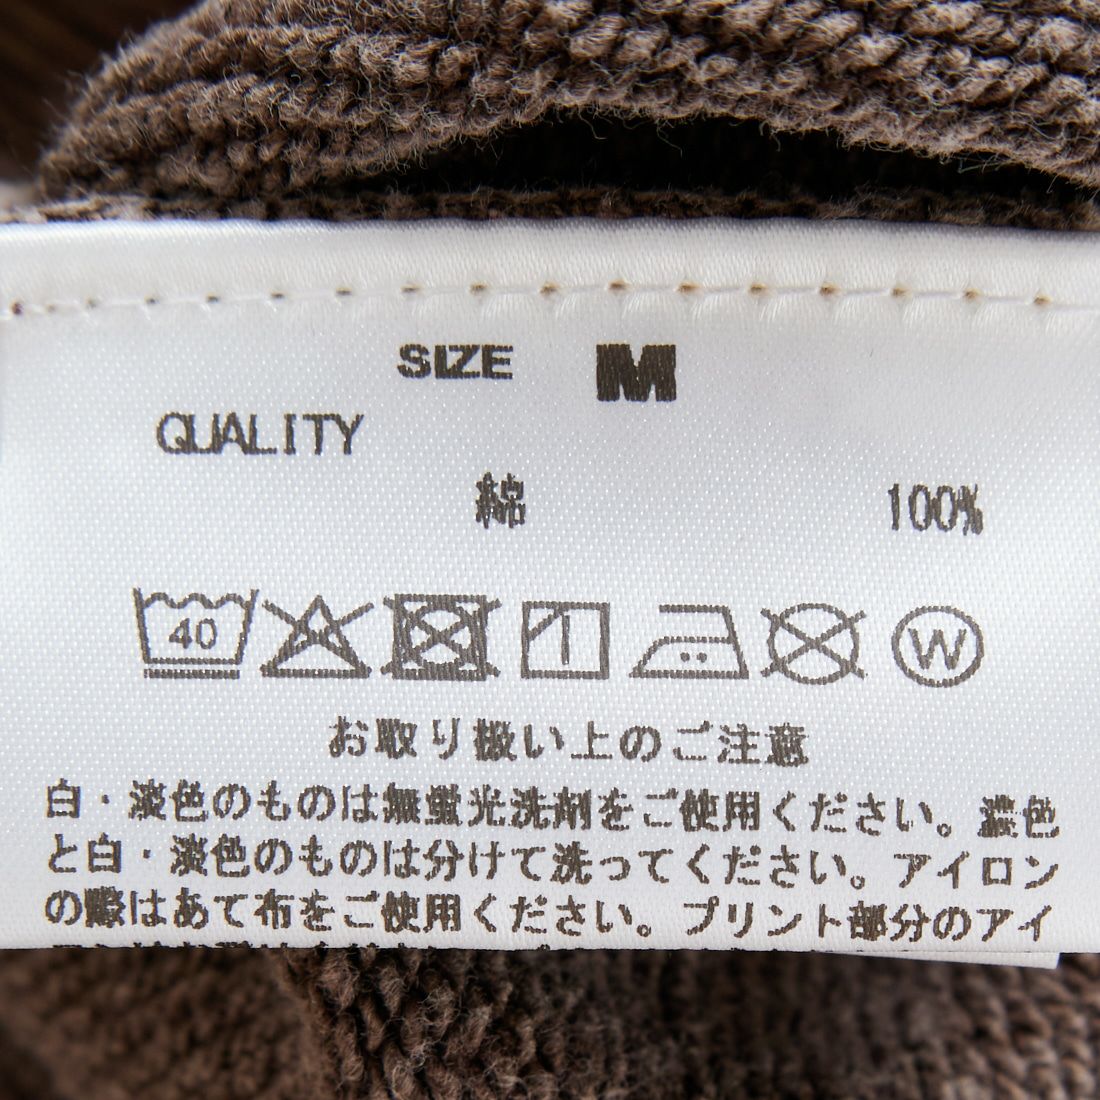 SIZE M
QUALITY
綿 100%
40
W
お取り扱い上のご注意
白・淡色のものは無蛍光洗剤をご使用ください。濃色
と白・淡色のものは分けて洗ってください。アイロン
の際はあて布をご使用ください。プリント部分のアイ